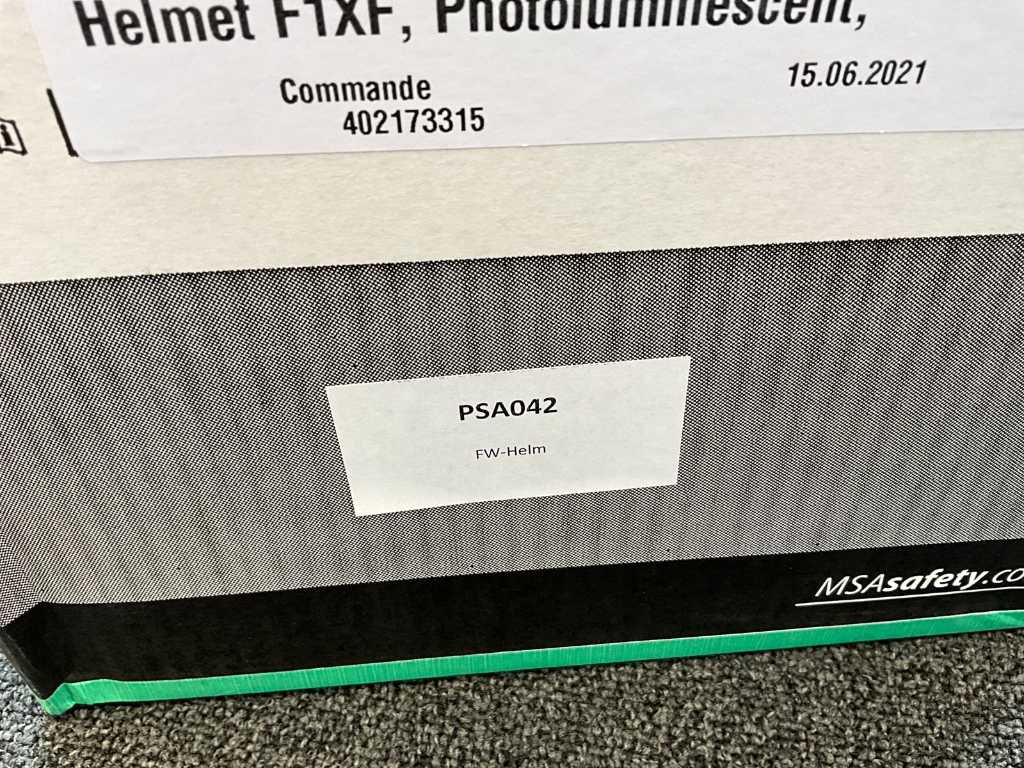 Helmet F1XF, Photoluminescent,
Commande
15.06.2021
402173315
PSA042
FW-Helm
MSAsafety.co